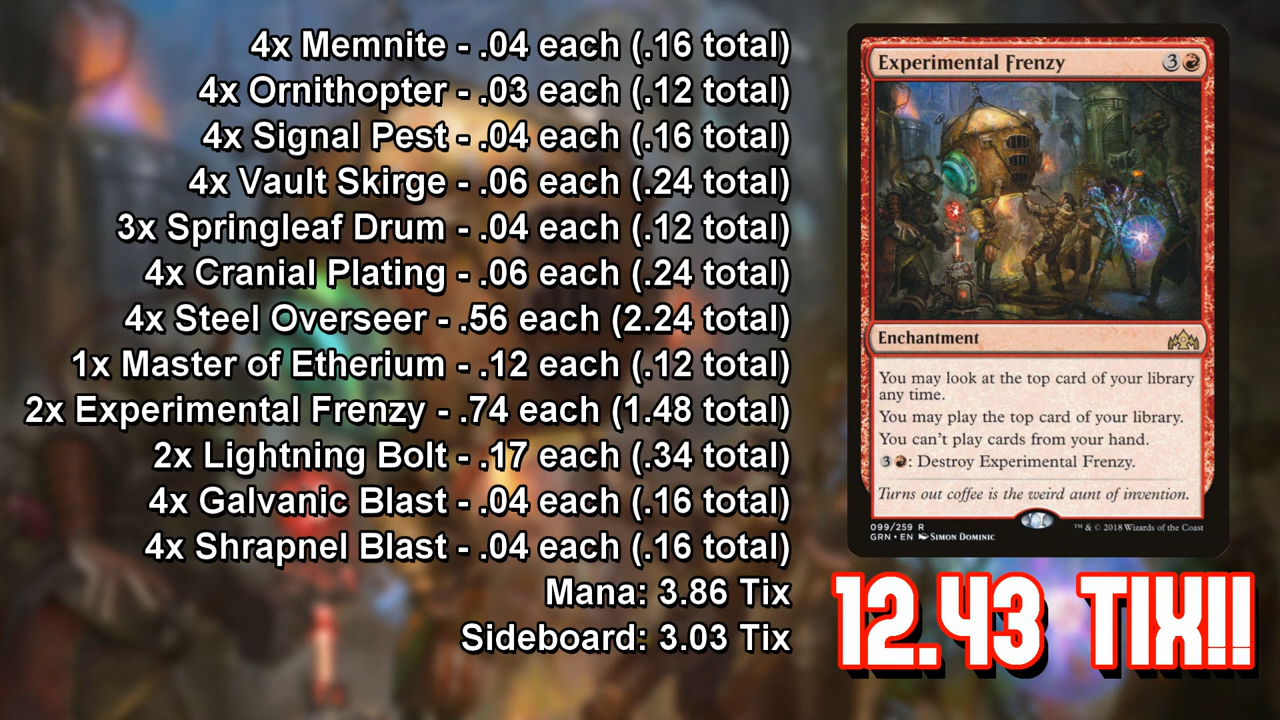 4x Memnite - .04 each (.16 total)
4x Ornithopter - .03 each (.12 total)
4x Signal Pest - .04 each (.16 total)
4x Vault Skirge - .06 each (.24 total)
3x Springleaf Drum - .04 each (.12 total)
4x Cranial Plating - .06 each (.24 total)
4x Steel Overseer - .56 each (2.24 total)
1x Master of Etherium - .12 each (.12 total)
2x Experimental Frenzy - .74 each (1.48 total)
2x Lightning Bolt - .17 each (.34 total)
4x Galvanic Blast - .04 each (.16 total)
4x Shrapnel Blast - .04 each (.16 total)
Mana: 3.86 Tix
Sideboard: 3.03 Tix
Experimental Frenzy 3
Enchantment
You may look at the top card of your library
any time.
You may play the top card of your library.
You can't play cards from your hand.
3 : Destroy Experimental Frenzy.
Turns out coffee is the weird aunt of invention.
099/259 R
GRN • EN Simon Dominic
™ & © 2018 Wizards of the Coast
12.43 TIX!!